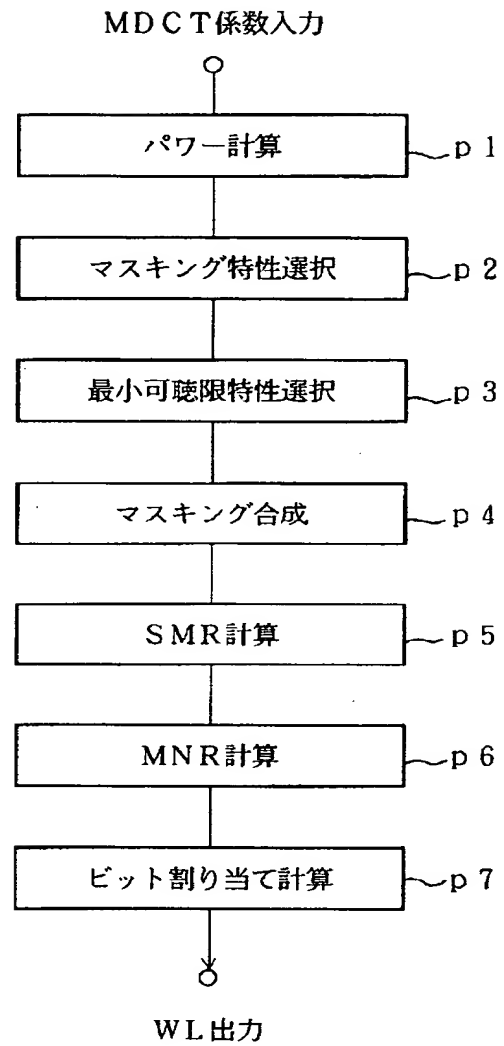 MDCT係数入力
パワー計算 p1
マスキング特性選択 p2
最小可聴限特性選択 p3
マスキング合成 p4
SMR計算 p5
MNR計算 p6
ビット割り当て計算 p7
WL出力